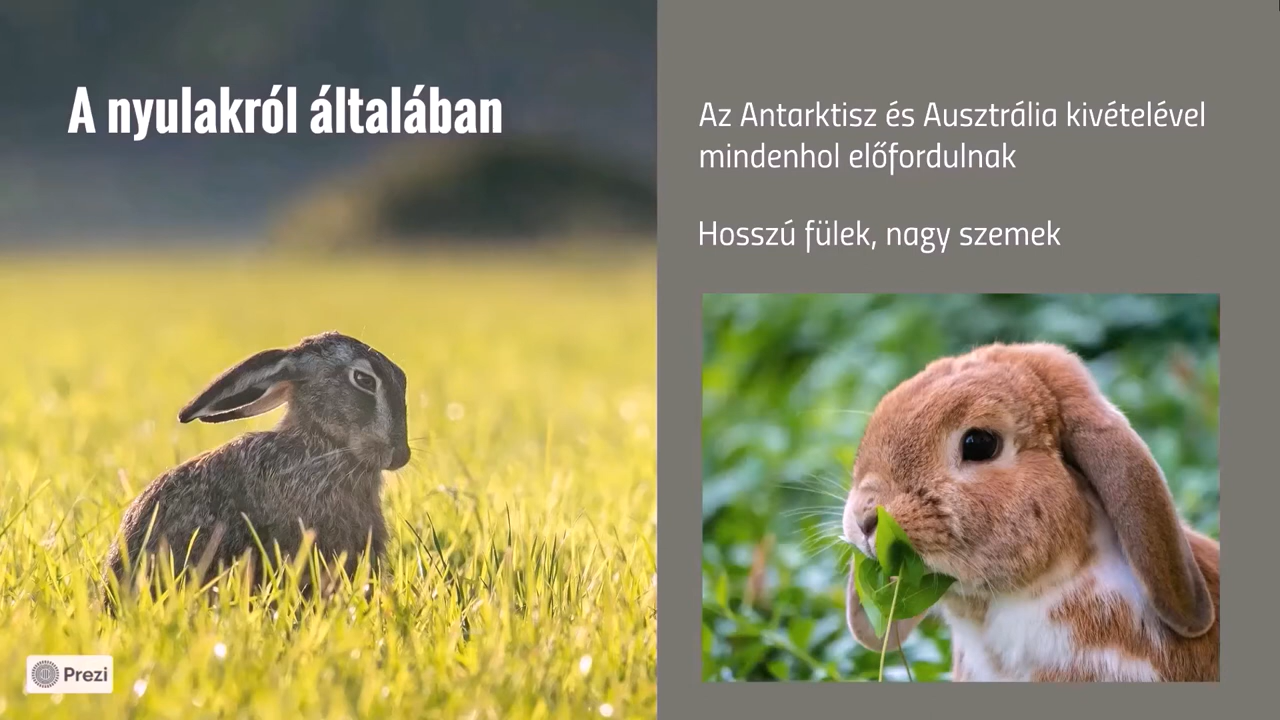 A nyulakról általában
Az Antarktisz és Ausztrália kivételével
mindenhol előfordulnak
Hosszú fülek, nagy szemek
Prezi